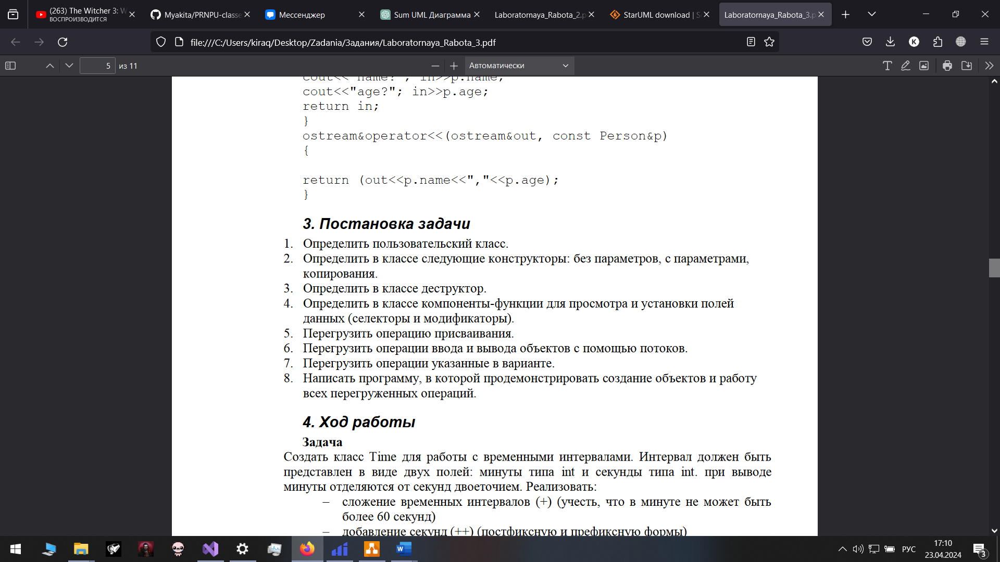 (263) The Witcher 3: W
ВОСПРОИЗВОДИТСЯ
Myakita/PRNPU-classe
Мессенджер
Sum UML Диаграмма
Laboratornaya_Rabota_2.p
StarUML download | S
Laboratornaya_Rabota_3.p
file:///C:/Users/kiraq/Desktop/Zadania/Задания/Laboratornaya_Rabota_3.pdf
K
5 из 11
Автоматически
cout<<"name?"; in>>p.name;
cout<<"age?"; in>>p.age;
return in;
}
ostream&operator<<(ostream&out, const Person&p)
{
return (out<<p.name<<","<<p.age);
}
3. Постановка задачи
1. Определить пользовательский класс.
2. Определить в классе следующие конструкторы: без параметров, с параметрами,
копирования.
3. Определить в классе деструктор.
4. Определить в классе компоненты-функции для просмотра и установки полей
данных (селекторы и модификаторы).
5. Перегрузить операцию присваивания.
6. Перегрузить операции ввода и вывода объектов с помощью потоков.
7. Перегрузить операции указанные в варианте.
8. Написать программу, в которой продемонстрировать создание объектов и работу
всех перегруженных операций.
4. Ход работы
Задача
Создать класс Time для работы с временными интервалами. Интервал должен быть
представлен в виде двух полей: минуты типа int и секунды типа int. при выводе
минуты отделяются от секунд двоеточием. Реализовать:
– сложение временных интервалов (+) (учесть, что в минуте не может быть
более 60 секунд)
– добавление секунд (++) (постфиксную и префиксную формы)
РУС
17:10
23.04.2024
3